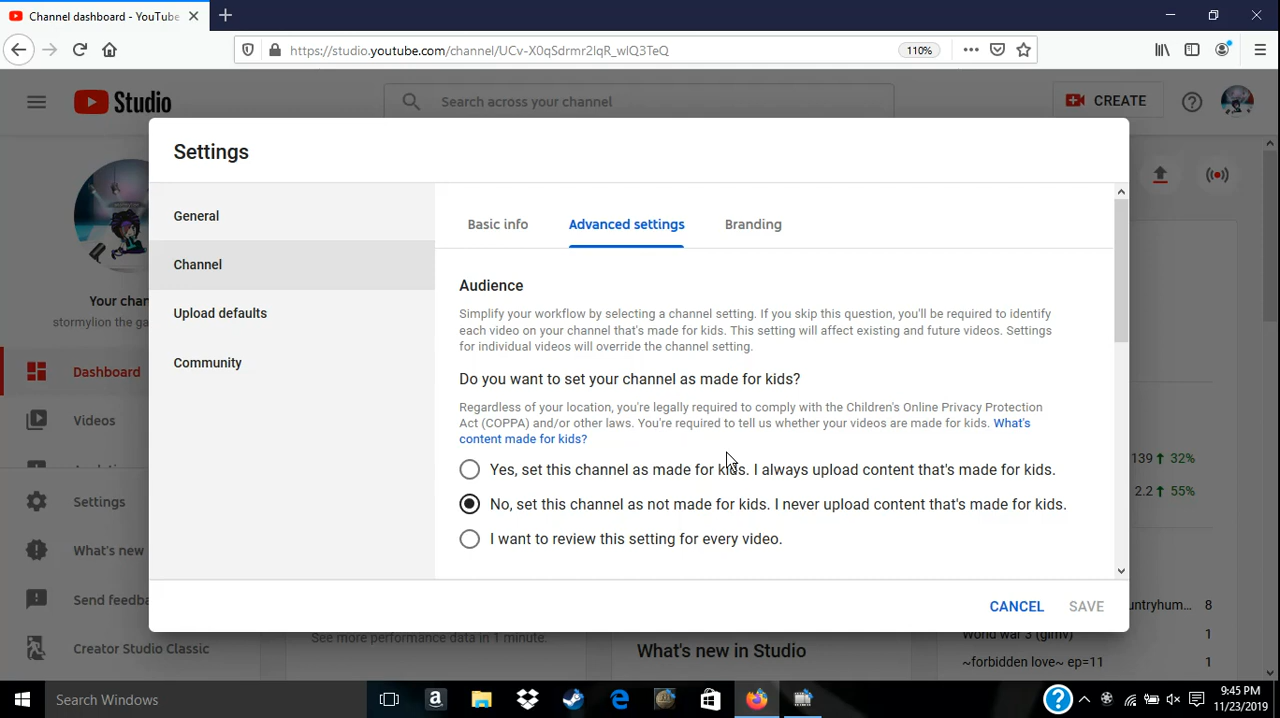 Channel dashboard - YouTube
https://studio.youtube.com/channel/UCv-X0qSdrmr2lqR_wlQ3TeQ
110%
Studio
Search across your channel
CREATE
Settings
General
Channel
Upload defaults
Community
Basic info
Advanced settings
Branding
Audience
Simplify your workflow by selecting a channel setting. If you skip this question, you'll be required to identify
each video on your channel that's made for kids. This setting will affect existing and future videos. Settings
for individual videos will override the channel setting.
Do you want to set your channel as made for kids?
Regardless of your location, you're legally required to comply with the Children's Online Privacy Protection
Act (COPPA) and/or other laws. You're required to tell us whether your videos are made for kids. What's
content made for kids?
Yes, set this channel as made for kids. I always upload content that's made for kids.
No, set this channel as not made for kids. I never upload content that's made for kids.
I want to review this setting for every video.
CANCEL
SAVE
Your chan
stormylion the ga
Dashboard
Videos
Settings
What's new
Send feedba
Creator Studio Classic
139 32%
2.2 55%
untryhum... 8
World war 3 (glmv) 1
~forbidden love~ ep=11 1
See more performance data in 1 minute.
What's new in Studio
Search Windows
9:45 PM
11/23/2019